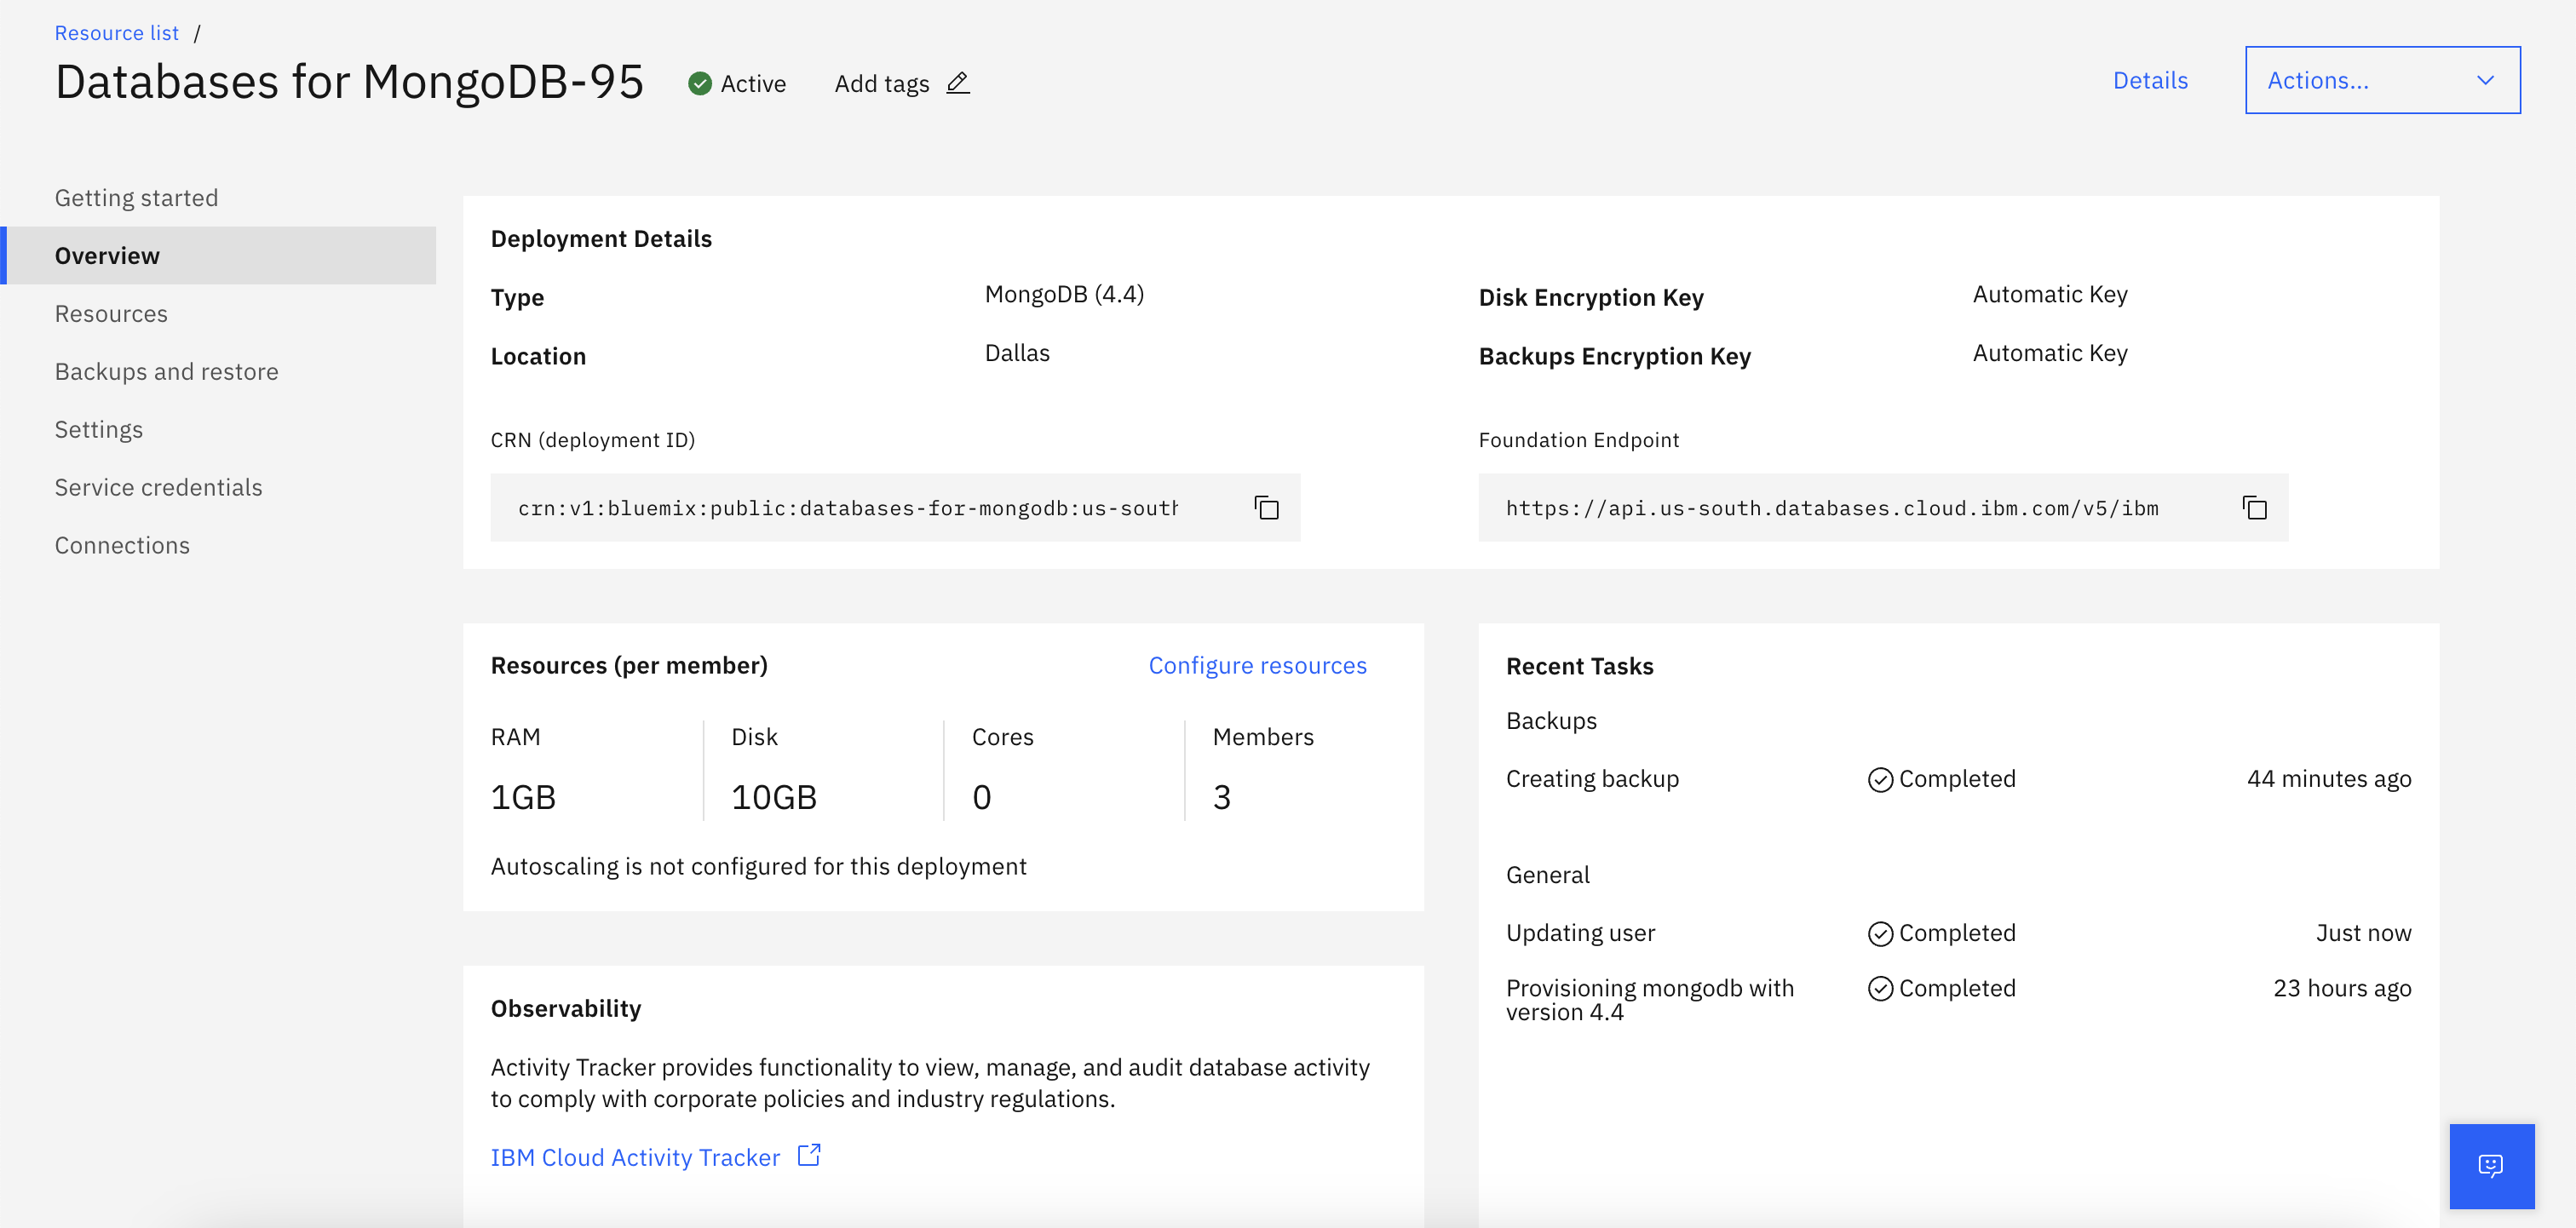 Resource list /
Databases for MongoDB-95
Active
Add tags
Details
Actions...
Getting started
Overview
Resources
Backups and restore
Settings
Service credentials
Connections
Deployment Details
Type
MongoDB (4.4)
Disk Encryption Key
Automatic Key
Location
Dallas
Backups Encryption Key
Automatic Key
CRN (deployment ID)
Foundation Endpoint
crn:v1:bluemix:public:databases-for-mongodb:us-south
https://api.us-south.databases.cloud.ibm.com/v5/ibm
Resources (per member)
Configure resources
RAM
Disk
Cores
Members
1GB
10GB
0
3
Autoscaling is not configured for this deployment
Observability
Activity Tracker provides functionality to view, manage, and audit database activity
to comply with corporate policies and industry regulations.
IBM Cloud Activity Tracker
Recent Tasks
Backups
Creating backup
Completed
44 minutes ago
General
Updating user
Completed
Just now
Provisioning mongodb with
version 4.4
Completed
23 hours ago